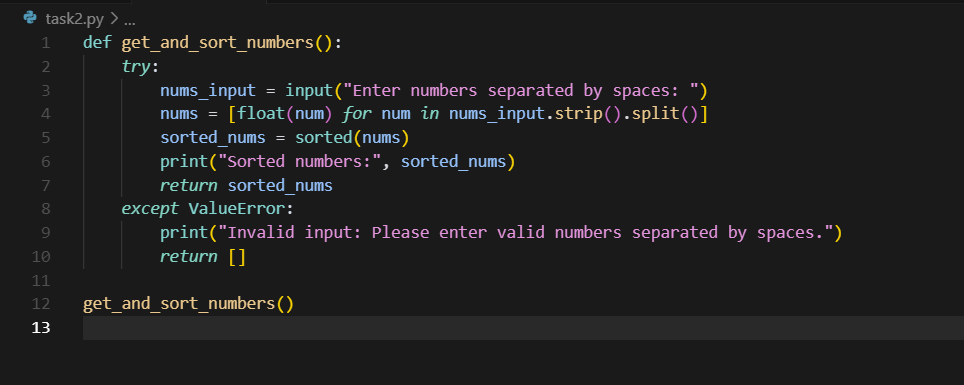 task2.py > ...
1 def get_and_sort_numbers():
2     try:
3         nums_input = input("Enter numbers separated by spaces: ")
4         nums = [float(num) for num in nums_input.strip().split()]
5         sorted_nums = sorted(nums)
6         print("Sorted numbers:", sorted_nums)
7         return sorted_nums
8     except ValueError:
9         print("Invalid input: Please enter valid numbers separated by spaces.")
10         return []
11
12 get_and_sort_numbers()
13